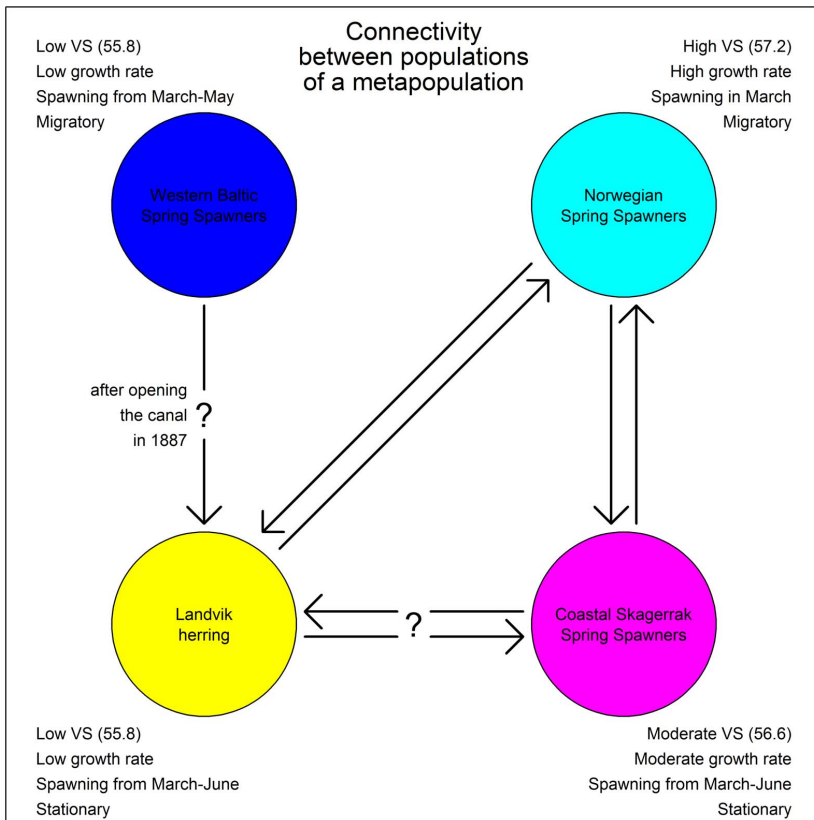 Connectivity
between populations
of a metapopulation
Low VS (55.8)
Low growth rate
Spawning from March-May
Migratory
High VS (57.2)
High growth rate
Spawning in March
Migratory
Western Baltic
Spring Spawners
Norwegian
Spring Spawners
after opening
the canal
in 1887
?
Landvik
herring
?
Coastal Skagerrak
Spring Spawners
Low VS (55.8)
Low growth rate
Spawning from March-June
Stationary
Moderate VS (56.6)
Moderate growth rate
Spawning from March-June
Stationary